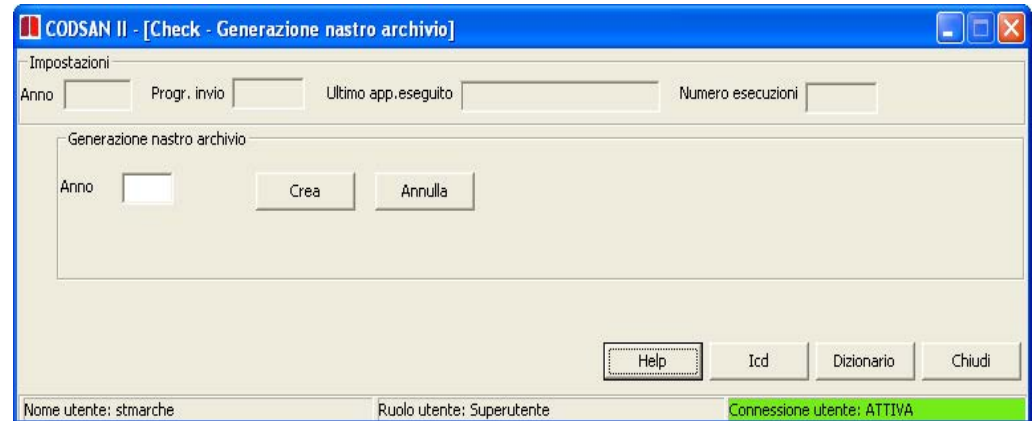 CODSAN II - [Check - Generazione nastro archivio]
Impostazioni
Anno Progr. invio Ultimo app.eseguito Numero esecuzioni
Generazione nastro archivio
Anno Crea Annulla
Help Icd Dizionario Chiudi
Nome utente: stmarche Ruolo utente: Superutente Connessione utente: ATTIVA